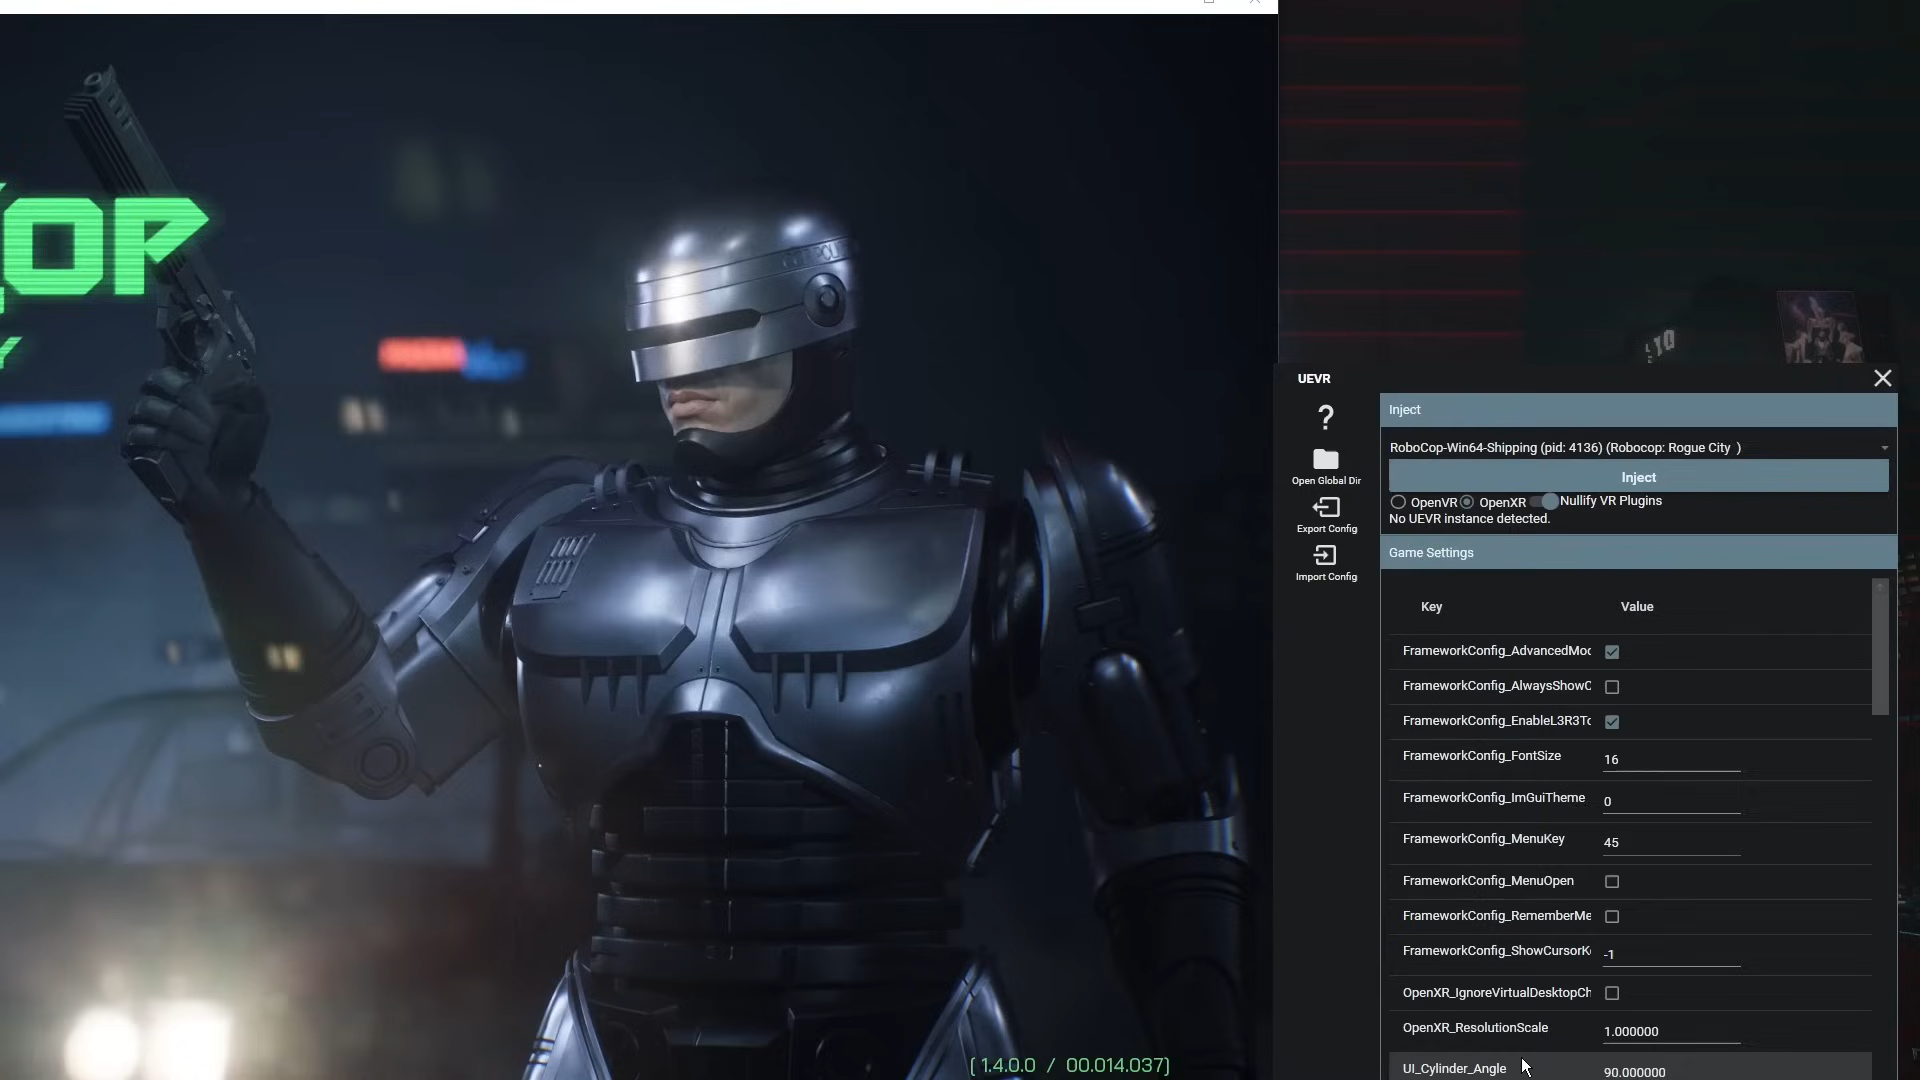 OP
Y
[ 1.4.0.0 / 00.014.037]
UEVR
?
Open Global Dir
Export Config
Import Config
Inject
RoboCop-Win64-Shipping (pid: 4136) (Robocop: Rogue City )
Inject
OpenVR OpenXR Nullify VR Plugins
No UEVR instance detected.
Game Settings
Key Value
FrameworkConfig_AdvancedMod
FrameworkConfig_AlwaysShowC
FrameworkConfig_EnableL3R3To
FrameworkConfig_FontSize 16
FrameworkConfig_ImGuiTheme 0
FrameworkConfig_MenuKey 45
FrameworkConfig_MenuOpen
FrameworkConfig_RememberMe
FrameworkConfig_ShowCursorK -1
OpenXR_IgnoreVirtualDesktopCh
OpenXR_ResolutionScale 1.000000
UI_Cylinder_Angle 90.000000